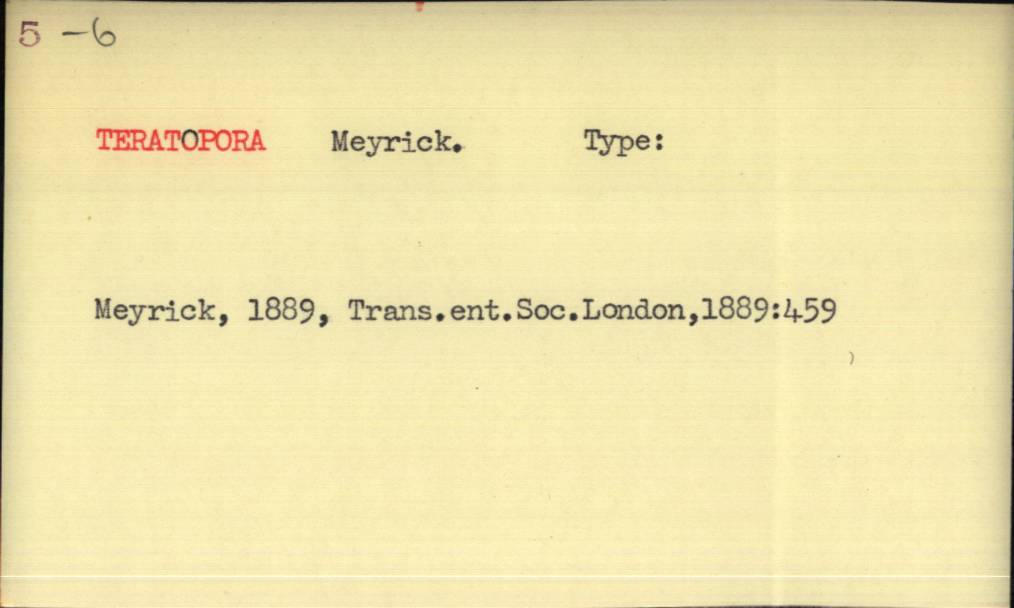 5 -6
TERATOPORA Meyrick. Type:
Meyrick, 1889, Trans.ent.Soc.London,1889:459